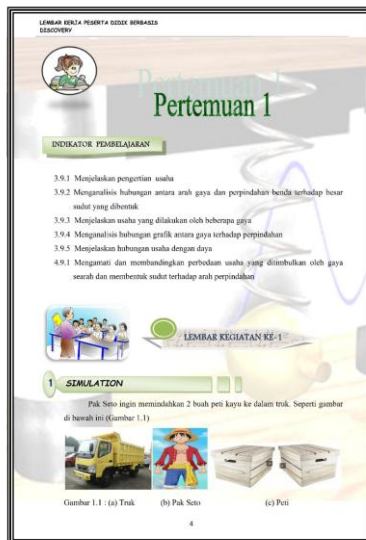 LEMBAR KERJA PESERTA DIDIK BERBASIS
DISCOVERY
Pertemuan 1
INDIKATOR PEMBELAJARAN
3.9.1 Menjelaskan pengertian usaha
3.9.2 Menganalisis hubungan antara arah gaya dan perpindahan benda terhadap besar
sudut yang dibentuk
3.9.3 Menjelaskan usaha yang dilakukan oleh beberapa gaya
3.9.4 Menganalisis hubungan grafik antara gaya terhadap perpindahan
3.9.5 Menjelaskan hubungan usaha dengan daya
4.9.1 Mengamati dan membandingkan perbedaan usaha yang ditimbulkan oleh gaya
searah dan membentuk sudut terhadap arah perpindahan
LEMBAR KEGIATAN KE-1
1 SIMULATION
Pak Seto ingin memindahkan 2 buah peti kayu ke dalam truk. Seperti gambar
di bawah ini (Gambar 1.1)
Gambar 1.1 : (a) Truk (b) Pak Seto (c) Peti
4